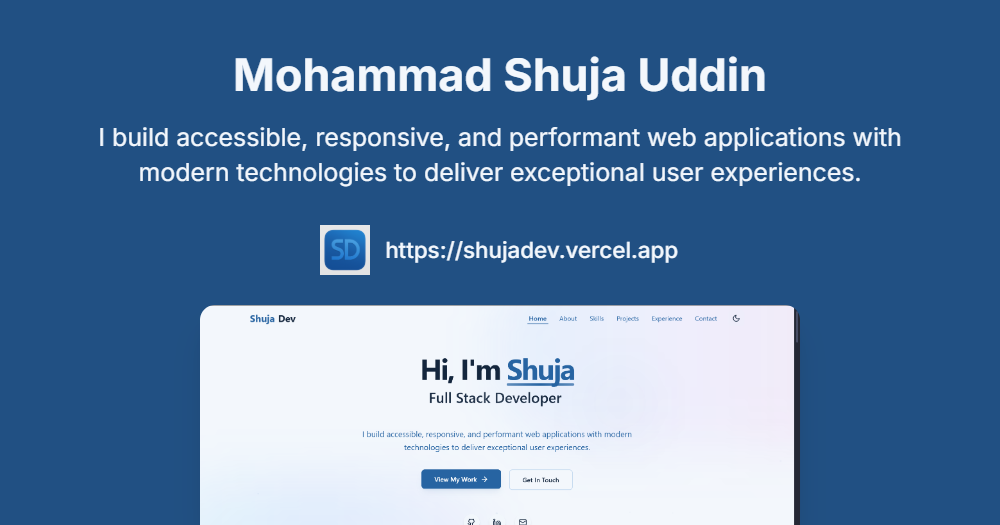 Mohammad Shuja Uddin
I build accessible, responsive, and performant web applications with
modern technologies to deliver exceptional user experiences.
SD
https://shujadev.vercel.app
Shuja Dev
Home About Skills Projects Experience Contact
Hi, I'm Shuja
Full Stack Developer
I build accessible, responsive, and performant web applications with modern
technologies to deliver exceptional user experiences.
View My Work → Get In Touch